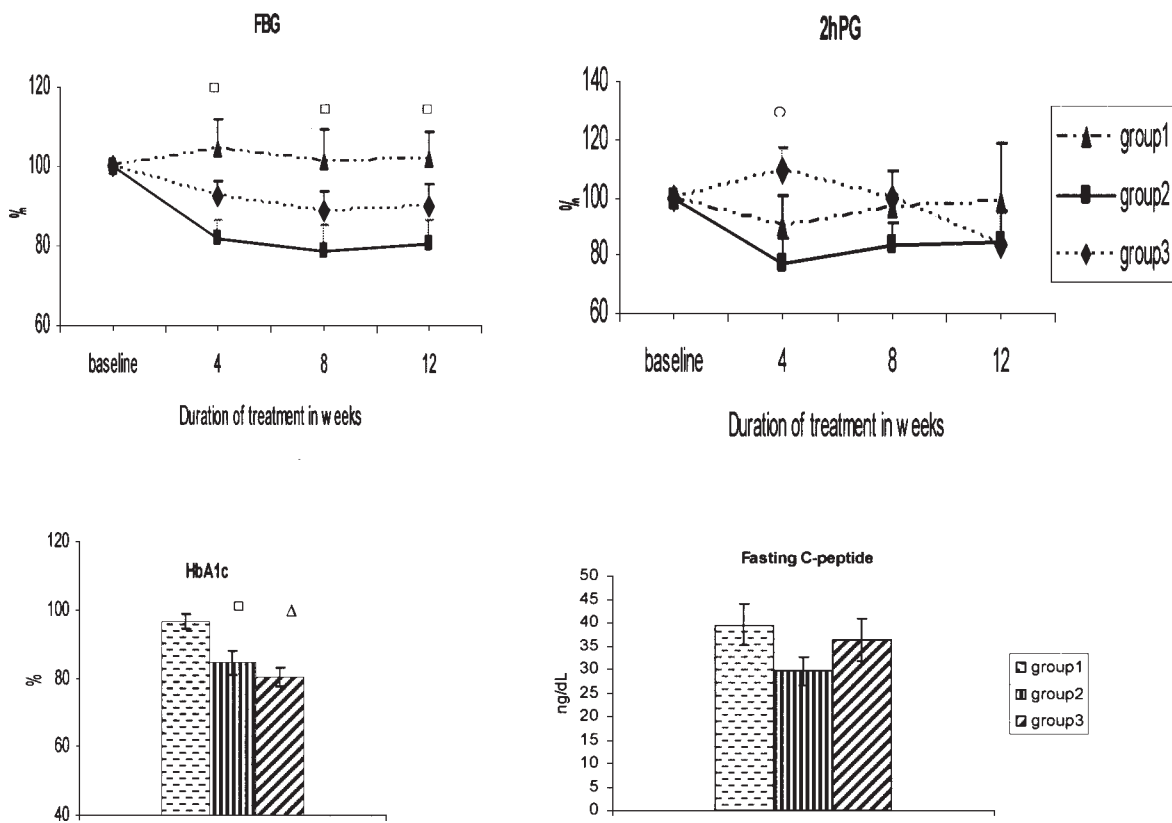 FBG
120
100
80
60
%
baseline 4 8 12
Duration of treatment in weeks
2hPG
140
120
100
80
60
%
baseline 4 8 12
Duration of treatment in weeks
group1
group2
group3
HbA1c
120
100
80
60
40
%
Fasting C-peptide
50
45
40
35
30
25
20
15
10
5
0
ng/dL
group1
group2
group3